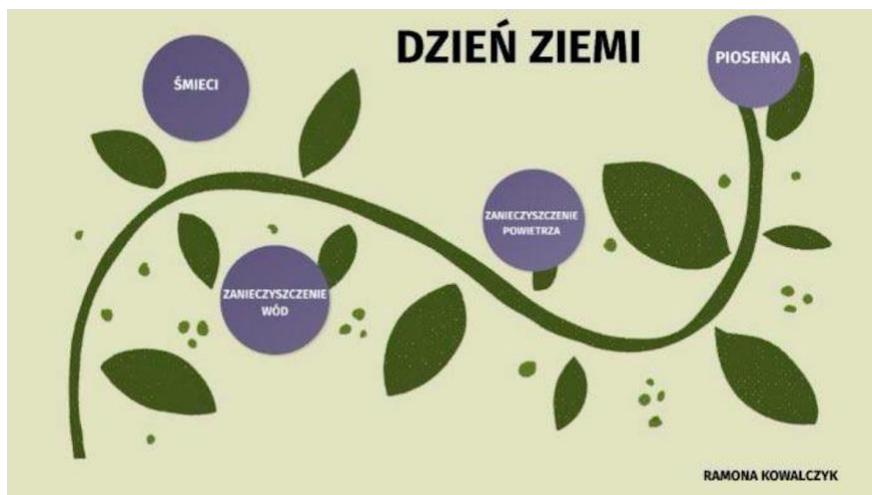 DZIEŃ ZIEMI
ŚMIECI
PIOSENKA
ZANIECZYSZCZENIE
POWIETRZA
ZANIECZYSZCZENIE
WÓD
RAMONA KOWALCZYK